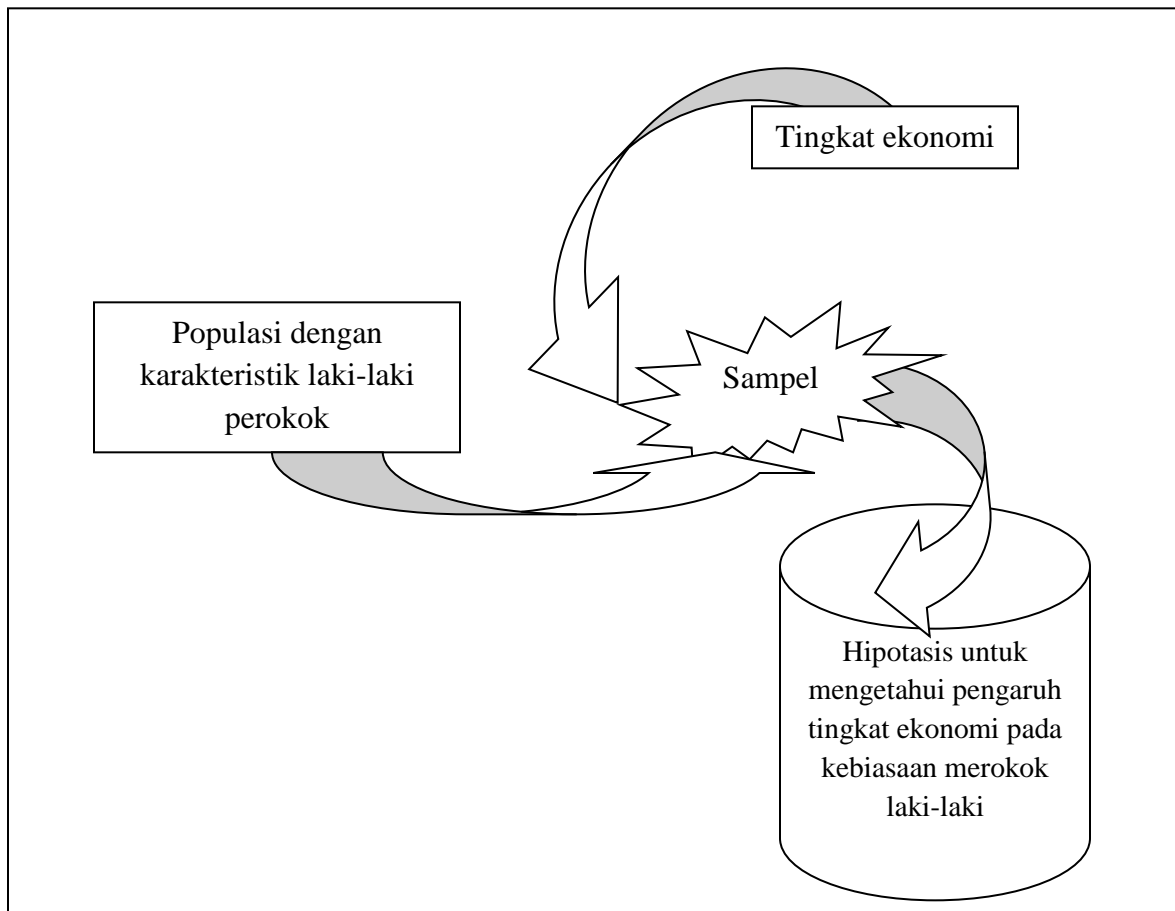 Tingkat ekonomi
Populasi dengan
karakteristik laki-laki
perokok
Sampel
Hipotasis untuk
mengetahui pengaruh
tingkat ekonomi pada
kebiasaan merokok
laki-laki